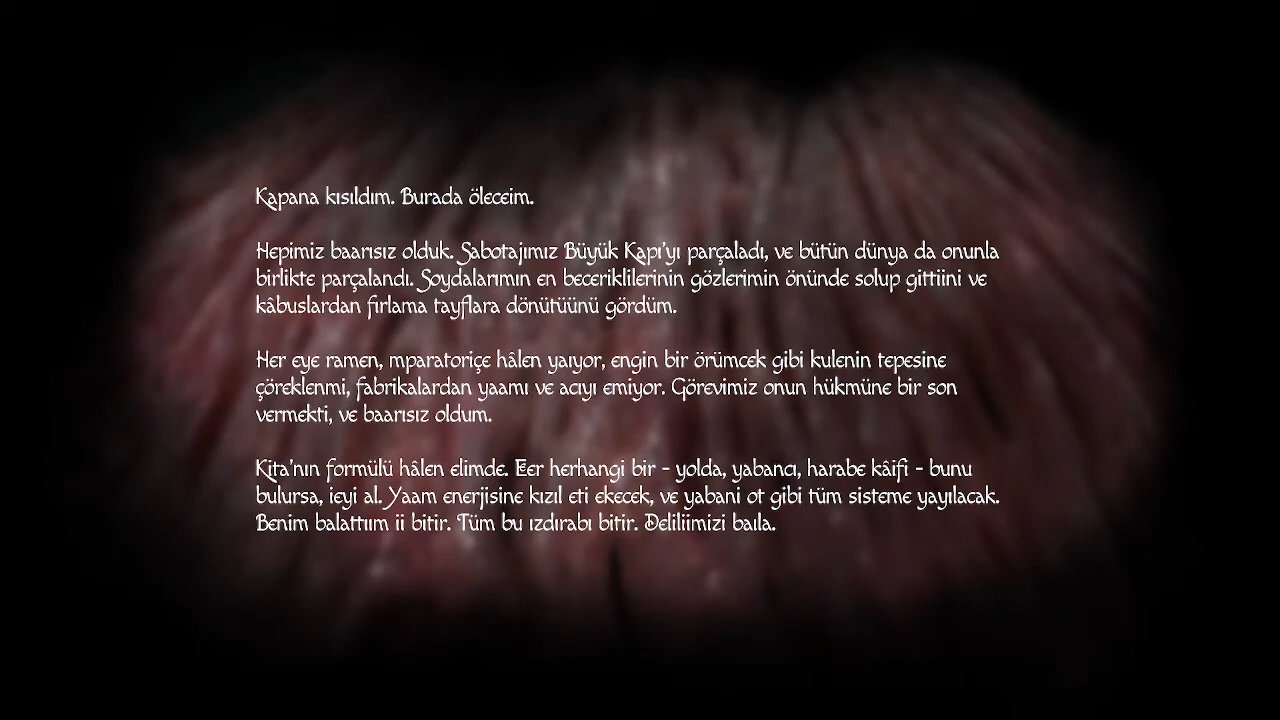 Kapana kısıldım. Burada öleceim.
Hepimiz baarısız olduk. Sabotajımız Büyük Kapı'yı parçaladı, ve bütün dünya da onunla
birlikte parçalandı. Soydalarımın en beceriklilerinin gözlerimin önünde solup gittiini ve
kâbuslardan fırlama tayflara dönütüünü gördüm.
Her eye ramen, mparatoriçe hâlen yaıyor, engin bir örümcek gibi kulenin tepesine
çöreklenmi, fabrikalardan yaamı ve acıyı emiyor. Görevimiz onun hükmüne bir son
vermekti, ve baarısız oldum.
Kita'nın formülü hâlen elimde. Eer herhangi bir - yolda, yabancı, harabe kâifi - bunu
bulursa, ieyi al. Yaam enerjisine kızıl eti ekecek, ve yabani ot gibi tüm sisteme yayılacak.
Benim balattıım ii bitir. Tüm bu ızdırabı bitir. Deliliimizi baıla.